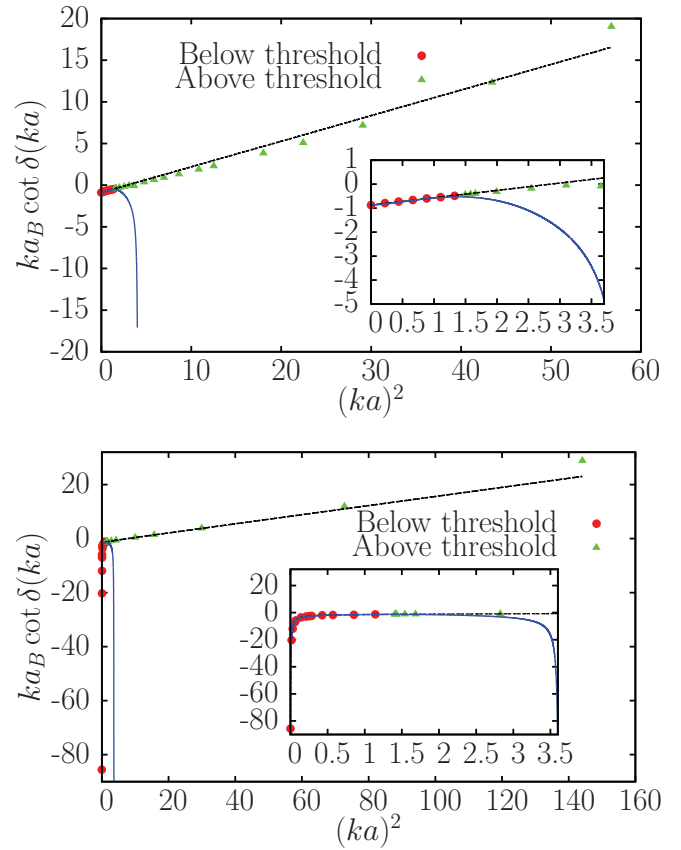 20
15
10
5
0
-5
-10
-15
-20
ka_B cot δ(ka)
Below threshold
Above threshold
1
0
-1
-2
-3
-4
-5
0 0.5 1 1.5 2 2.5 3 3.5
0 10 20 30 40 50 60
(ka)²
20
0
-20
-40
-60
-80
ka_B cot δ(ka)
Below threshold
Above threshold
20
0
-20
-40
-60
-80
0 0.5 1 1.5 2 2.5 3 3.5
0 20 40 60 80 100 120 140 160
(ka)²